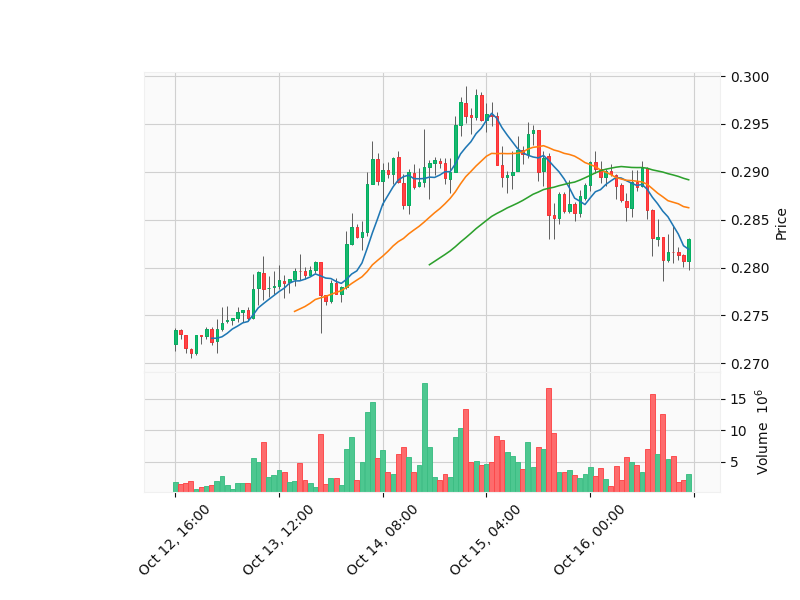 0.300
0.295
0.290
0.285
0.280
0.275
0.270
Price
15
10
5
Volume 10⁶
Oct 12, 16:00
Oct 13, 12:00
Oct 14, 08:00
Oct 15, 04:00
Oct 16, 00:00